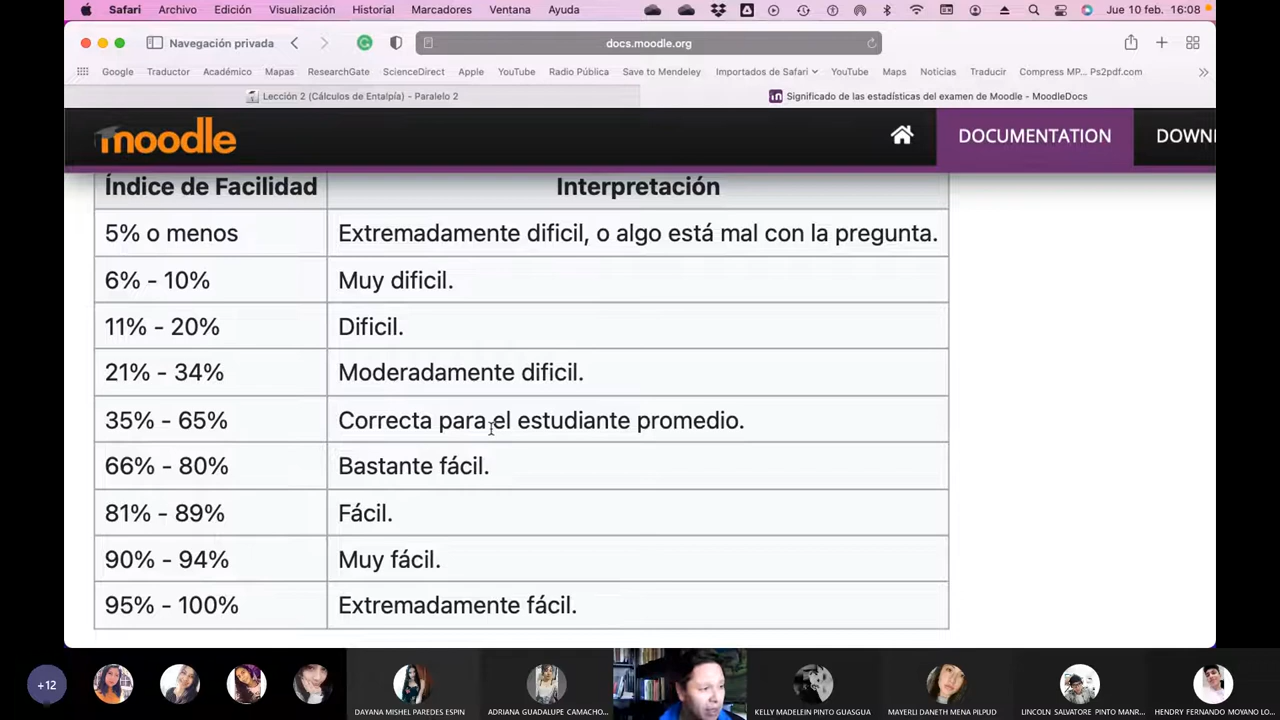 Safari Archivo Edición Visualización Historial Marcadores Ventana Ayuda Jue 10 feb. 16:08
Navegación privada docs.moodle.org
Google Traductor Académico Mapas ResearchGate ScienceDirect Apple YouTube Radio Pública Save to Mendeley Importados de Safari YouTube Maps Noticias Traducir Compress MP... Ps2pdf.com
Lección 2 (Cálculos de Entalpía) - Paralelo 2 Significado de las estadísticas del examen de Moodle - MoodleDocs
moodle DOCUMENTATION DOWN
Índice de Facilidad Interpretación
5% o menos Extremadamente dificil, o algo está mal con la pregunta.
6% - 10% Muy dificil.
11% - 20% Dificil.
21% - 34% Moderadamente dificil.
35% - 65% Correcta para el estudiante promedio.
66% - 80% Bastante fácil.
81% - 89% Fácil.
90% - 94% Muy fácil.
95% - 100% Extremadamente fácil.
+12
DAYANA MISHEL PAREDES ESPIN ADRIANA GUADALUPE CAMACHO... KELLY MADELEIN PINTO GUASGUA MAYERLI DANETH MENA PILPUD LINCOLN SALVATORE PINTO MANR... HENDRY FERNANDO MOYANO LO...